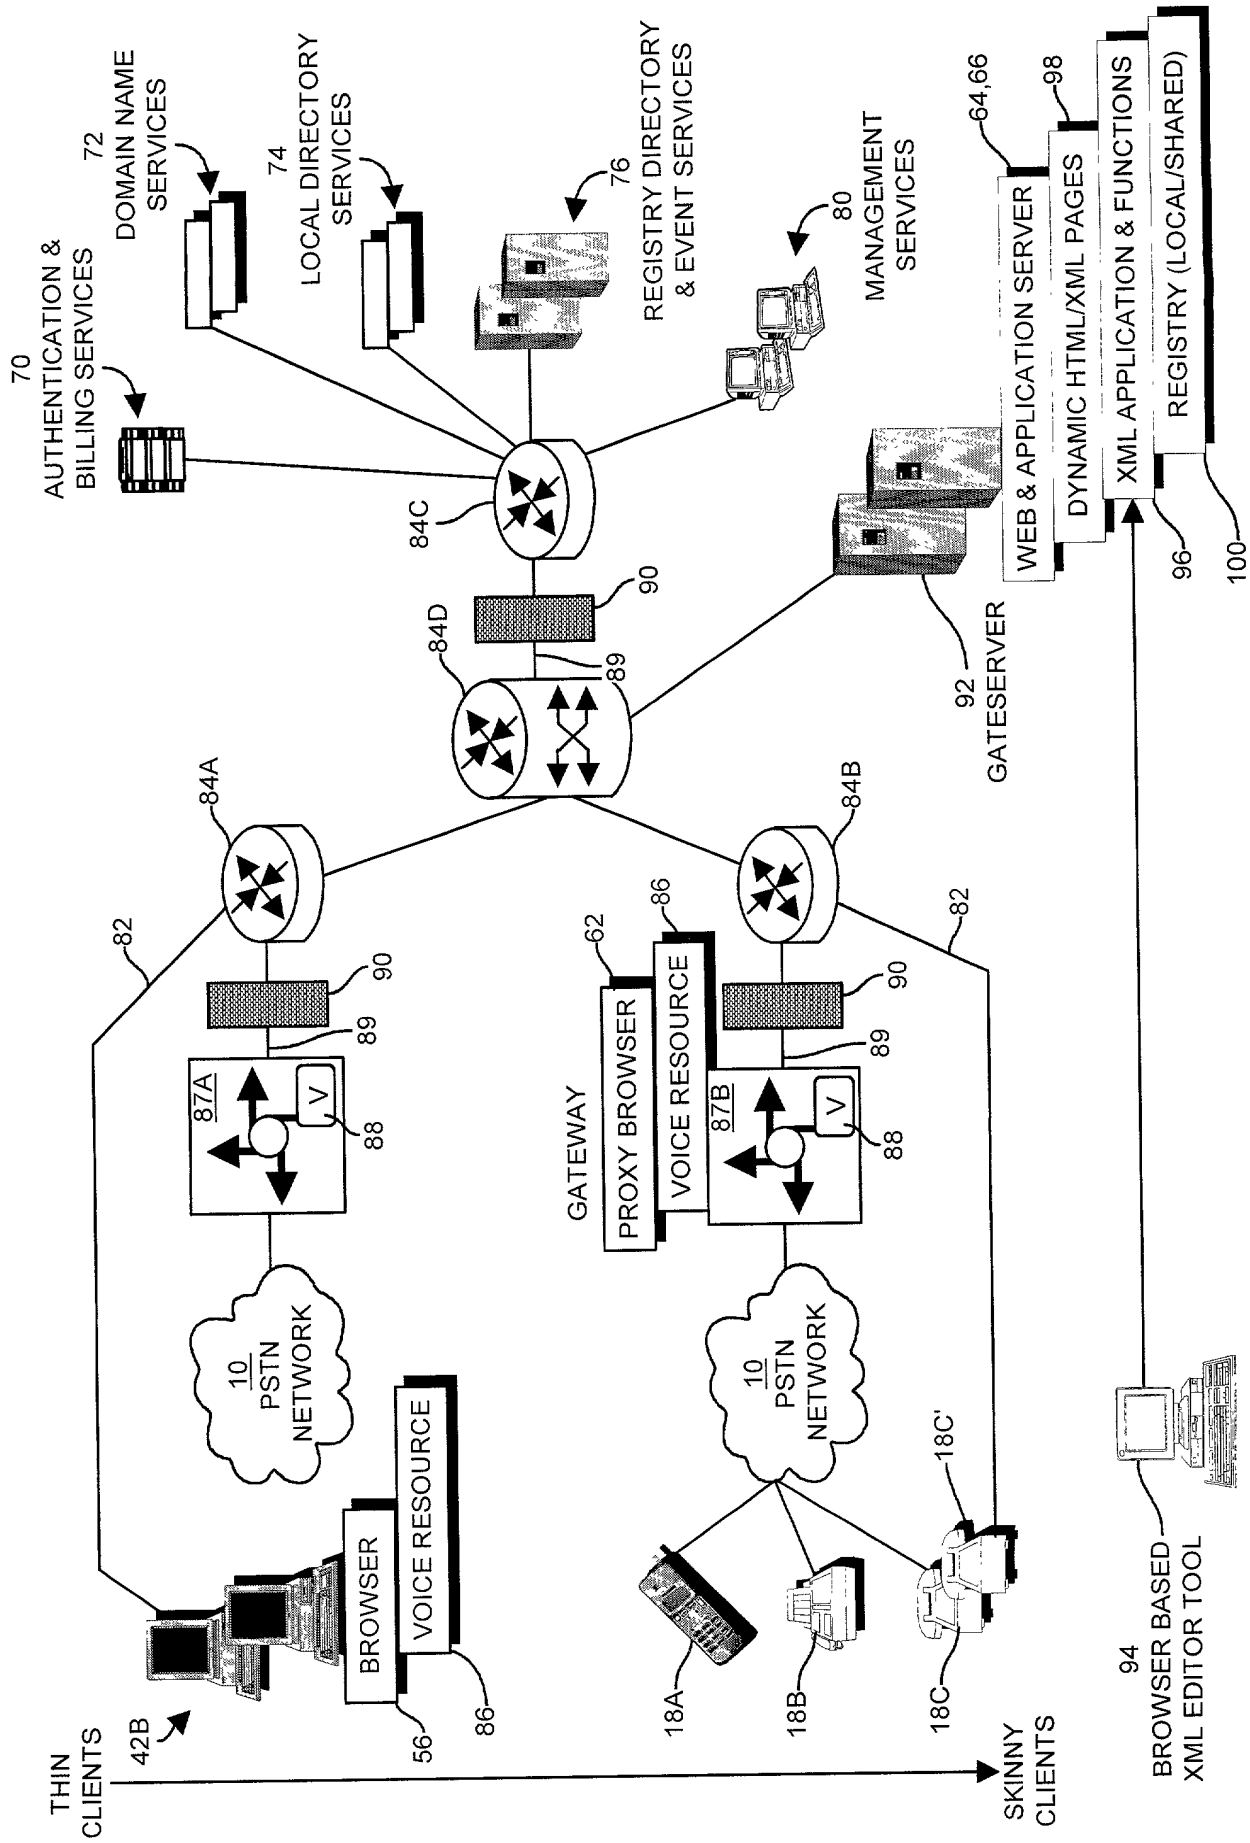 THIN
CLIENTS
42B
BROWSER
VOICE RESOURCE
56
86
82
10
PSTN
NETWORK
87A
V
88
89
90
84A
70
AUTHENTICATION &
BILLING SERVICES
72
DOMAIN NAME
SERVICES
74
LOCAL DIRECTORY
SERVICES
76
REGISTRY DIRECTORY
& EVENT SERVICES
80
MANAGEMENT
SERVICES
84C
90
89
84D
GATEWAY
PROXY BROWSER
62
VOICE RESOURCE
86
10
PSTN
NETWORK
87B
V
88
89
90
84B
82
18A
18B
18C
18C'
SKINNY
CLIENTS
92
GATESERVER
WEB & APPLICATION SERVER
64,66
DYNAMIC HTML/XML PAGES
98
XML APPLICATION & FUNCTIONS
96
REGISTRY (LOCAL/SHARED)
100
94
BROWSER BASED
XML EDITOR TOOL